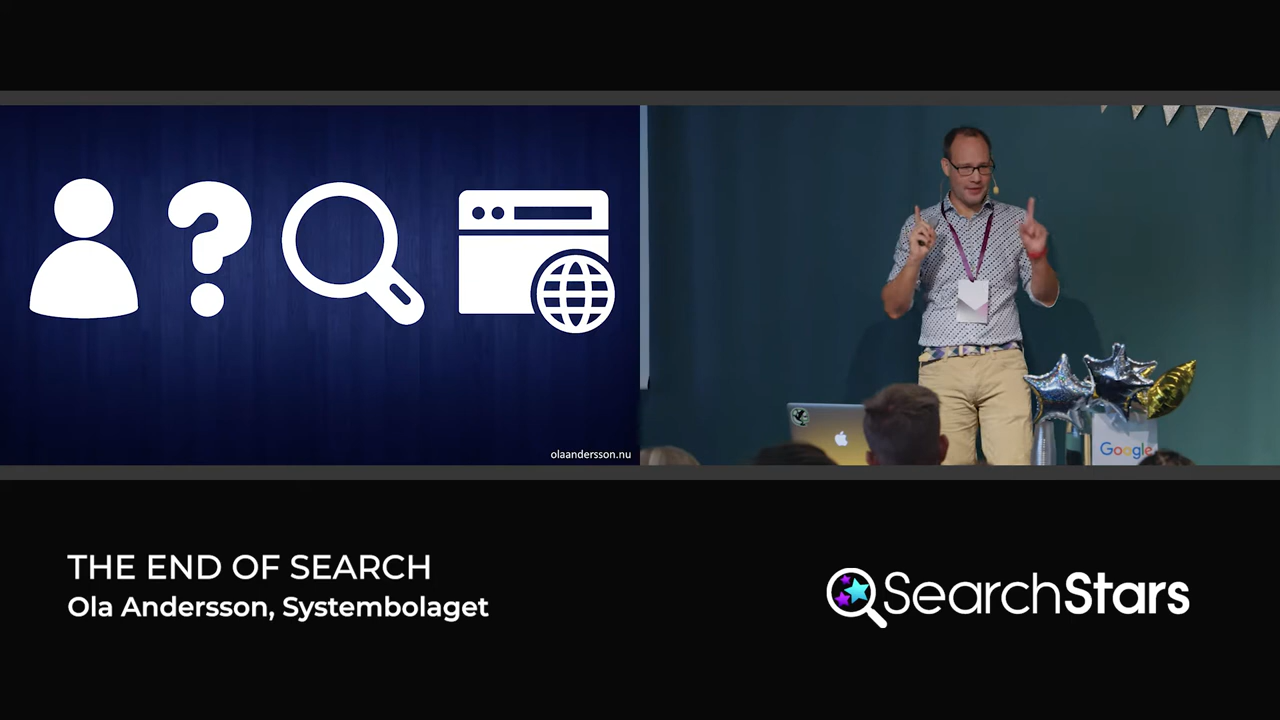 olaandersson.nu
Google
THE END OF SEARCH
Ola Andersson, Systembolaget
SearchStars